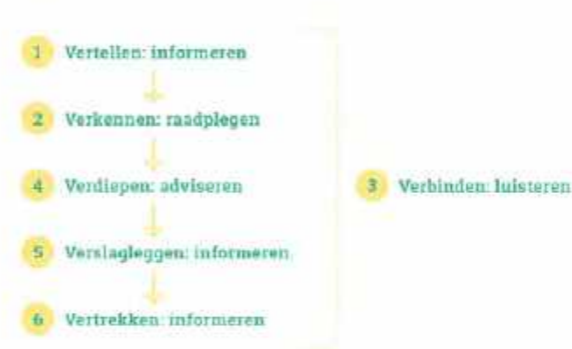 1 Vertellen: informeren
2 Verkennen: raadplegen
4 Verdiepen: adviseren
3 Verbinden: luisteren
5 Verslagleggen: informeren
6 Vertrekken: informeren